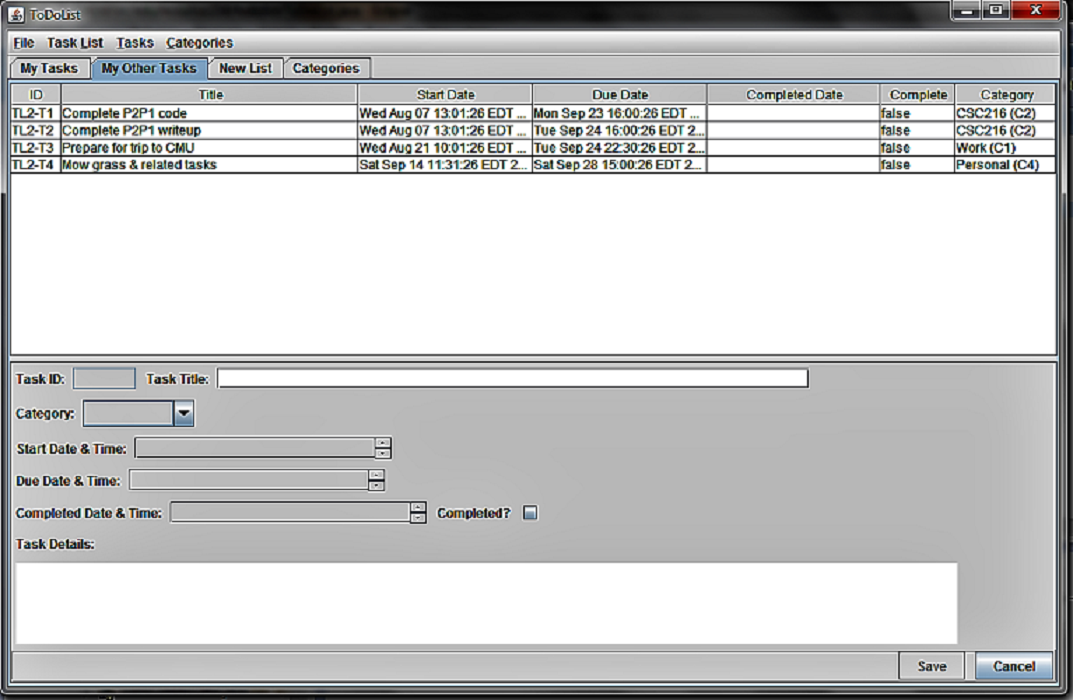 ToDoList
File Task List Tasks Categories
My Tasks My Other Tasks New List Categories
ID Title Start Date Due Date Completed Date Complete Category
TL2-T1 Complete P2P1 code Wed Aug 07 13:01:26 EDT ... Mon Sep 23 16:00:26 EDT ... false CSC216 (C2)
TL2-T2 Complete P2P1 writeup Wed Aug 07 13:01:26 EDT ... Tue Sep 24 16:00:26 EDT 2... false CSC216 (C2)
TL2-T3 Prepare for trip to CMU Wed Aug 21 10:01:26 EDT ... Tue Sep 24 22:30:26 EDT 2... false Work (C1)
TL2-T4 Mow grass & related tasks Sat Sep 14 11:31:26 EDT 2... Sat Sep 28 15:00:26 EDT 2... false Personal (C4)
Task ID: Task Title:
Category:
Start Date & Time:
Due Date & Time:
Completed Date & Time: Completed?
Task Details:
Save Cancel